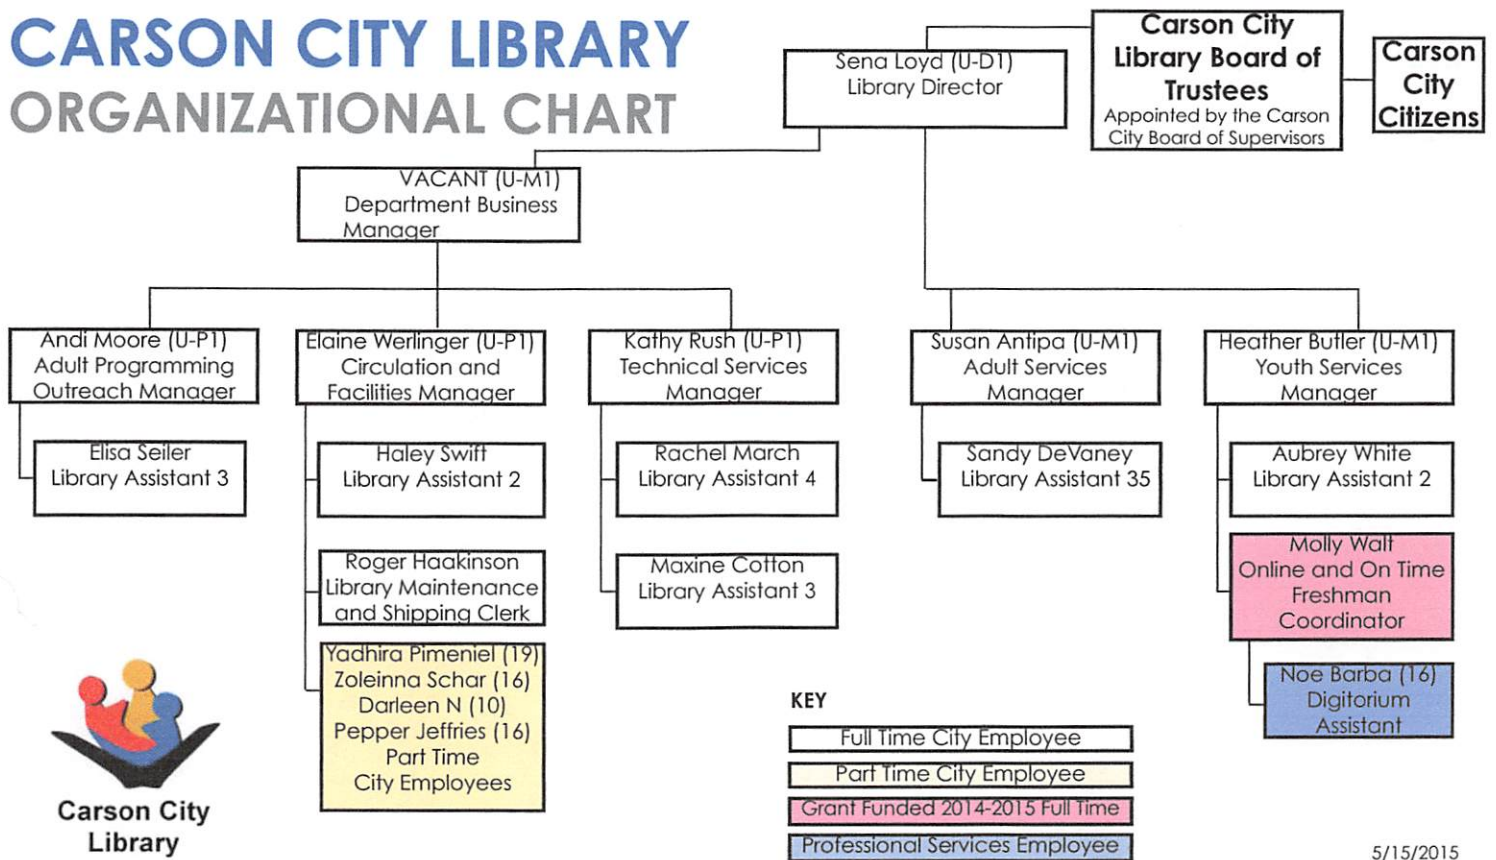 CARSON CITY LIBRARY
ORGANIZATIONAL CHART
Carson City
Library Board of
Trustees
Appointed by the Carson
City Board of Supervisors
Carson
City
Citizens
Sena Loyd (U-D1)
Library Director
VACANT (U-M1)
Department Business
Manager
Andi Moore (U-P1)
Adult Programming
Outreach Manager
Elisa Seiler
Library Assistant 3
Elaine Werlinger (U-P1)
Circulation and
Facilities Manager
Haley Swift
Library Assistant 2
Roger Haakinson
Library Maintenance
and Shipping Clerk
Yadhira Pimeniel (19)
Zoleinna Schar (16)
Darleen N (10)
Pepper Jeffries (16)
Part Time
City Employees
Kathy Rush (U-P1)
Technical Services
Manager
Rachel March
Library Assistant 4
Maxine Cotton
Library Assistant 3
Susan Antipa (U-M1)
Adult Services
Manager
Sandy DeVaney
Library Assistant 35
Heather Butler (U-M1)
Youth Services
Manager
Aubrey White
Library Assistant 2
Molly Walt
Online and On Time
Freshman
Coordinator
Noe Barba (16)
Digitorium
Assistant
KEY
Full Time City Employee
Part Time City Employee
Grant Funded 2014-2015 Full Time
Professional Services Employee
Carson City
Library
5/15/2015